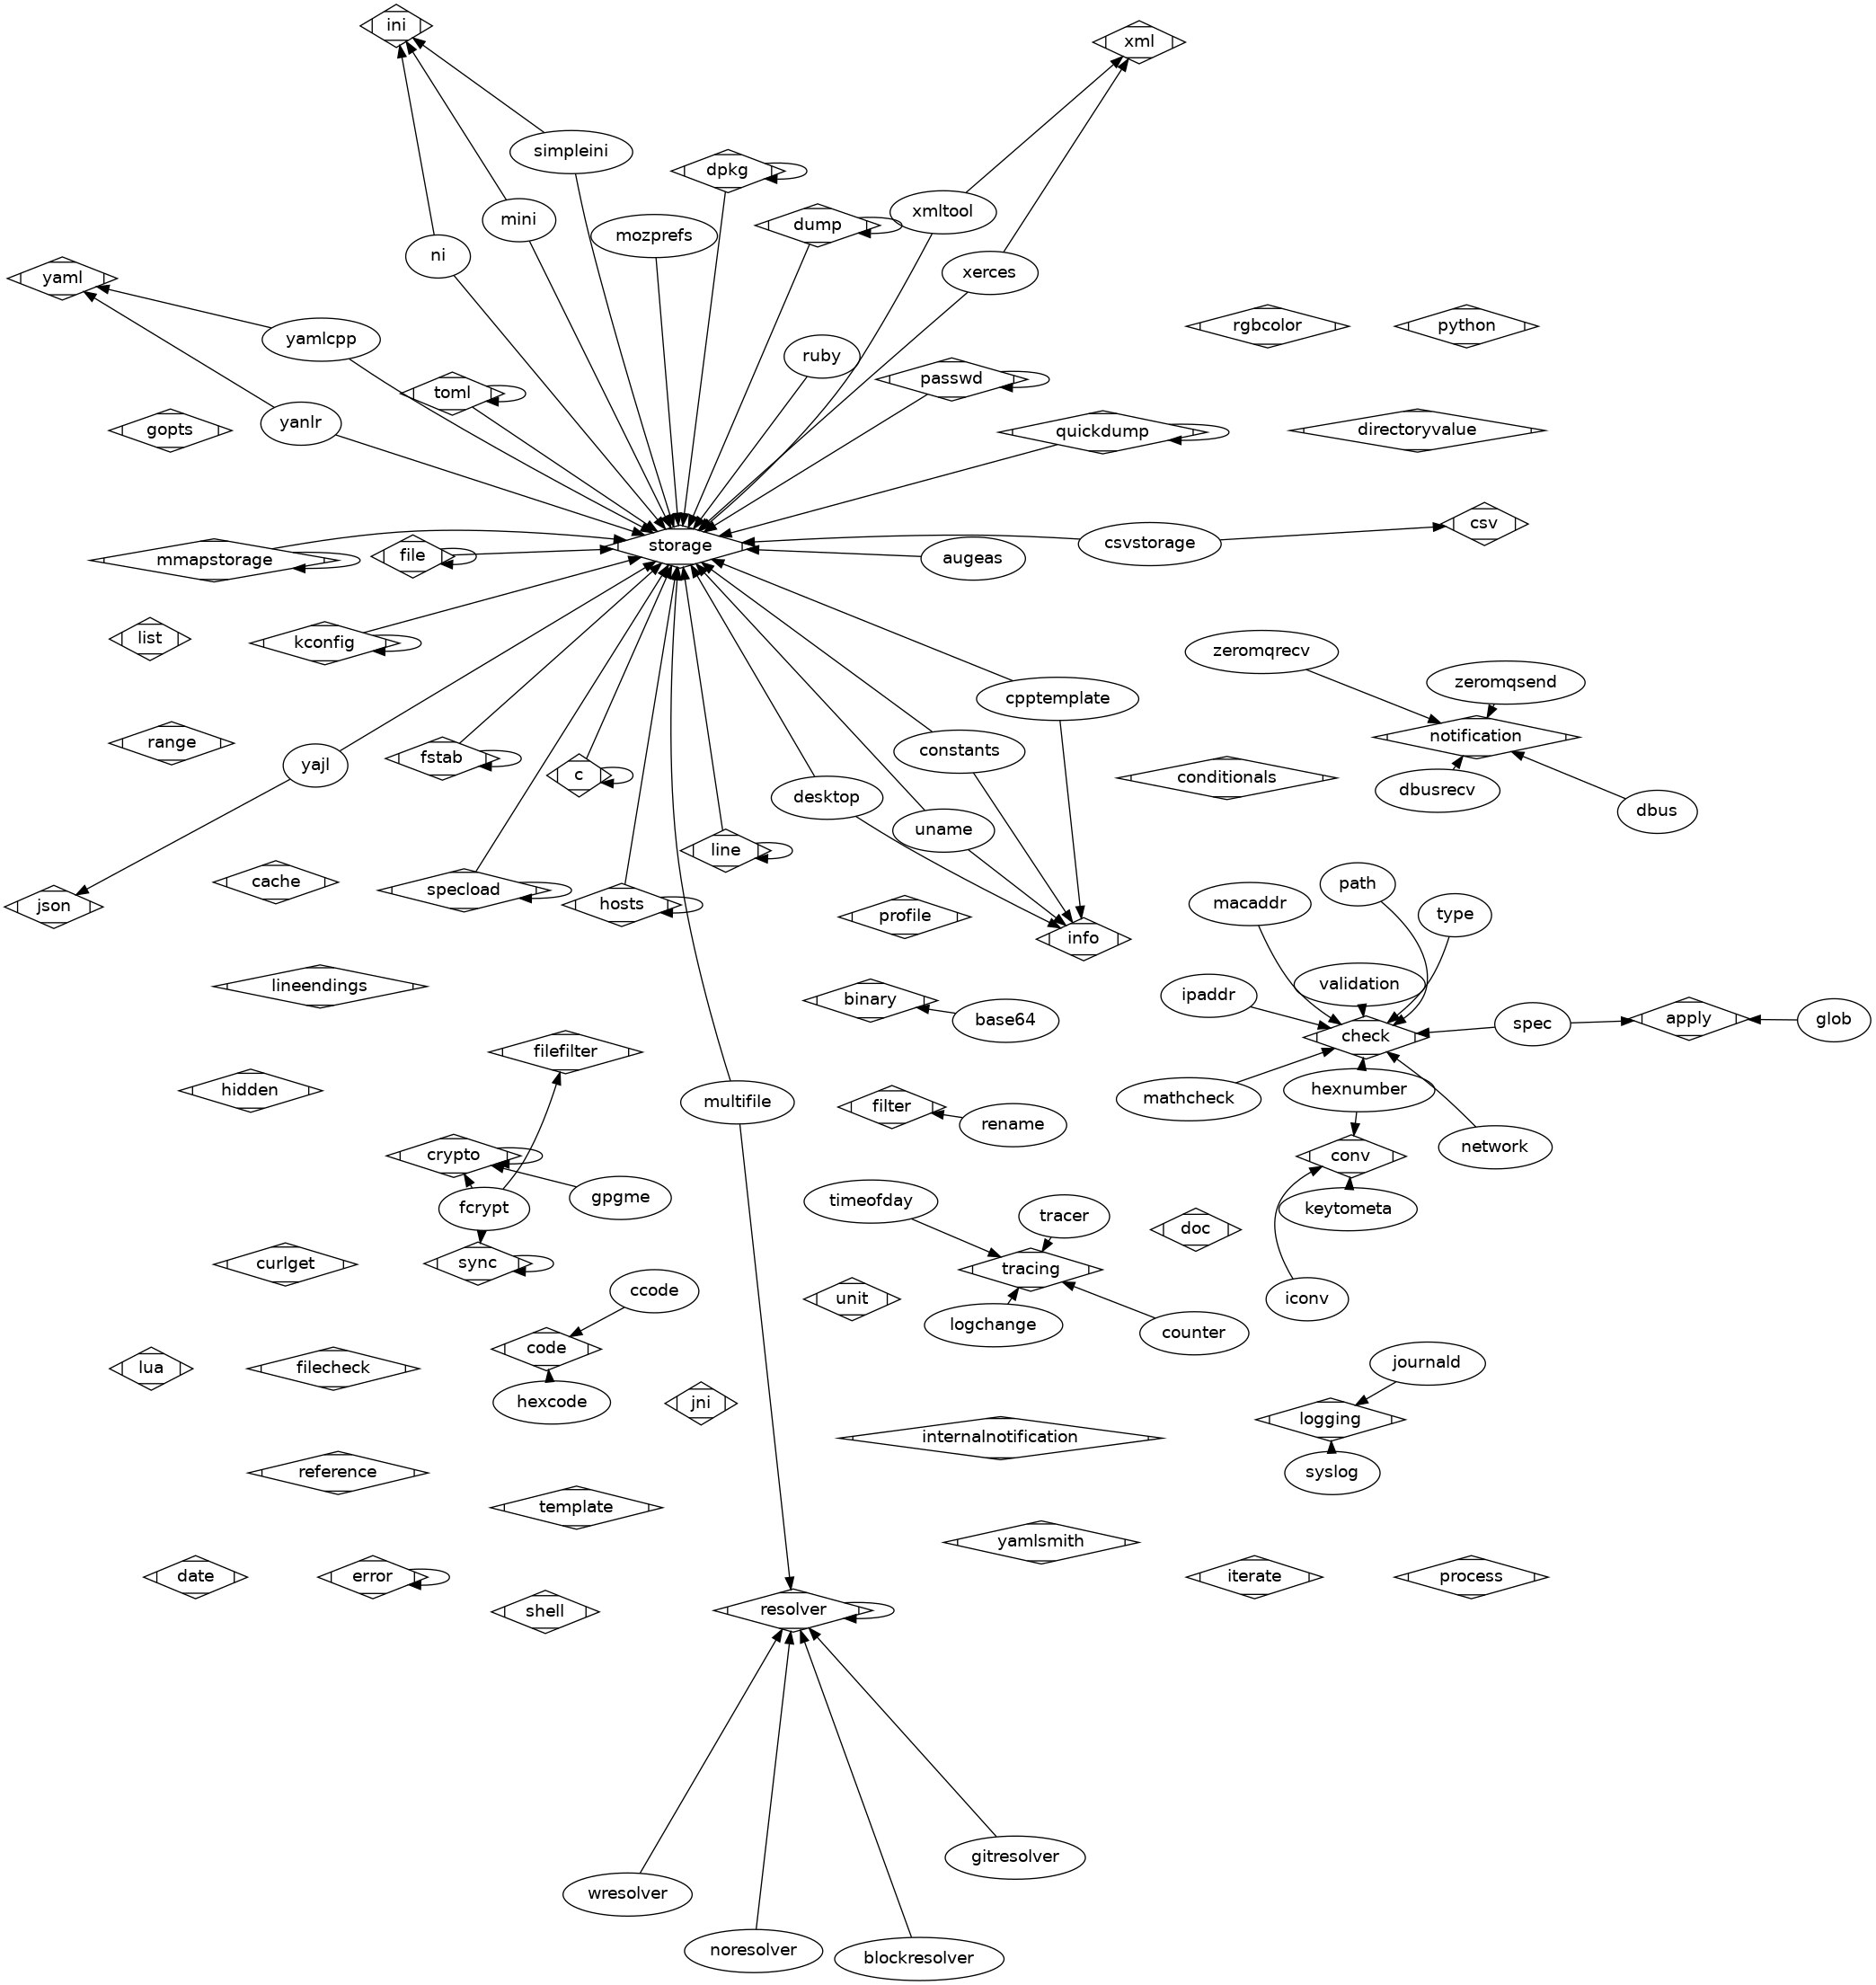 ini
xml
simpleini
dpkg
xmltool
mini
dump
mozprefs
ni
xerces
yaml
rgbcolor
python
yamlcpp
ruby
toml
passwd
gopts
yanlr
quickdump
directoryvalue
csv
storage
csvstorage
mmapstorage
file
augeas
list
kconfig
zeromqrecv
zeromqsend
cpptemplate
range
notification
yajl
fstab
constants
c
conditionals
dbusrecv
desktop
dbus
uname
line
cache
path
specload
json
hosts
macaddr
type
profile
info
lineendings
validation
ipaddr
binary
base64
spec
apply
glob
check
filefilter
hidden
hexnumber
multifile
mathcheck
filter
rename
network
crypto
conv
gpgme
timeofday
fcrypt
keytometa
tracer
doc
curlget
sync
tracing
ccode
unit
iconv
logchange
counter
code
journald
lua
filecheck
hexcode
jni
logging
internalnotification
reference
syslog
template
yamlsmith
date
error
iterate
process
shell
resolver
gitresolver
wresolver
noresolver
blockresolver